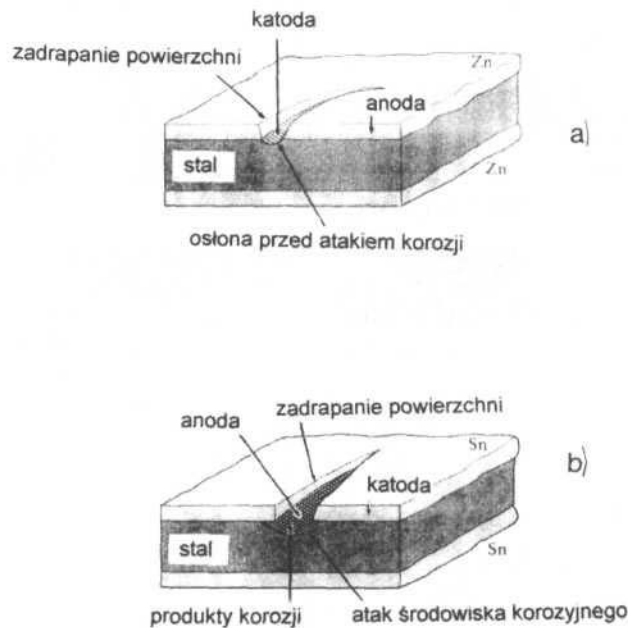 katoda
zadrapanie powierzchni
Zn
anoda
a)
stal
Zn
osłona przed atakiem korozji
zadrapanie powierzchni
anoda
Sn
b)
katoda
stal
Sn
produkty korozji
atak środowiska korozyjnego